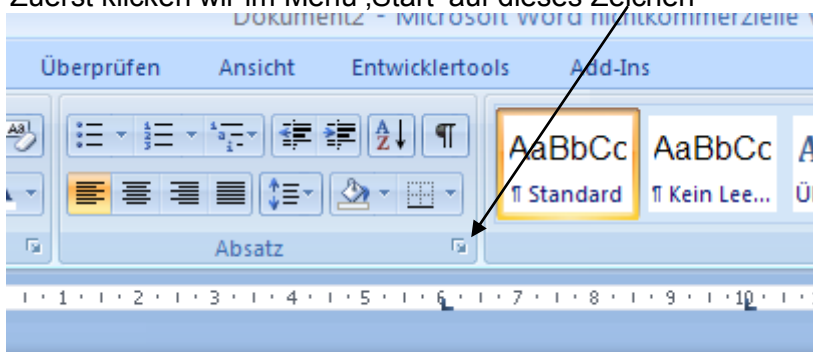 Zuerst klicken wir im Menü ‚Start' auf dieses Zeichen
Dokument2 - Microsoft Word nichtkommerzielle
Überprüfen Ansicht Entwicklertools Add-Ins
AaBbCc AaBbCc
¶ Standard ¶ Kein Lee...
Absatz
1 2 3 4 5 6 7 8 9 10